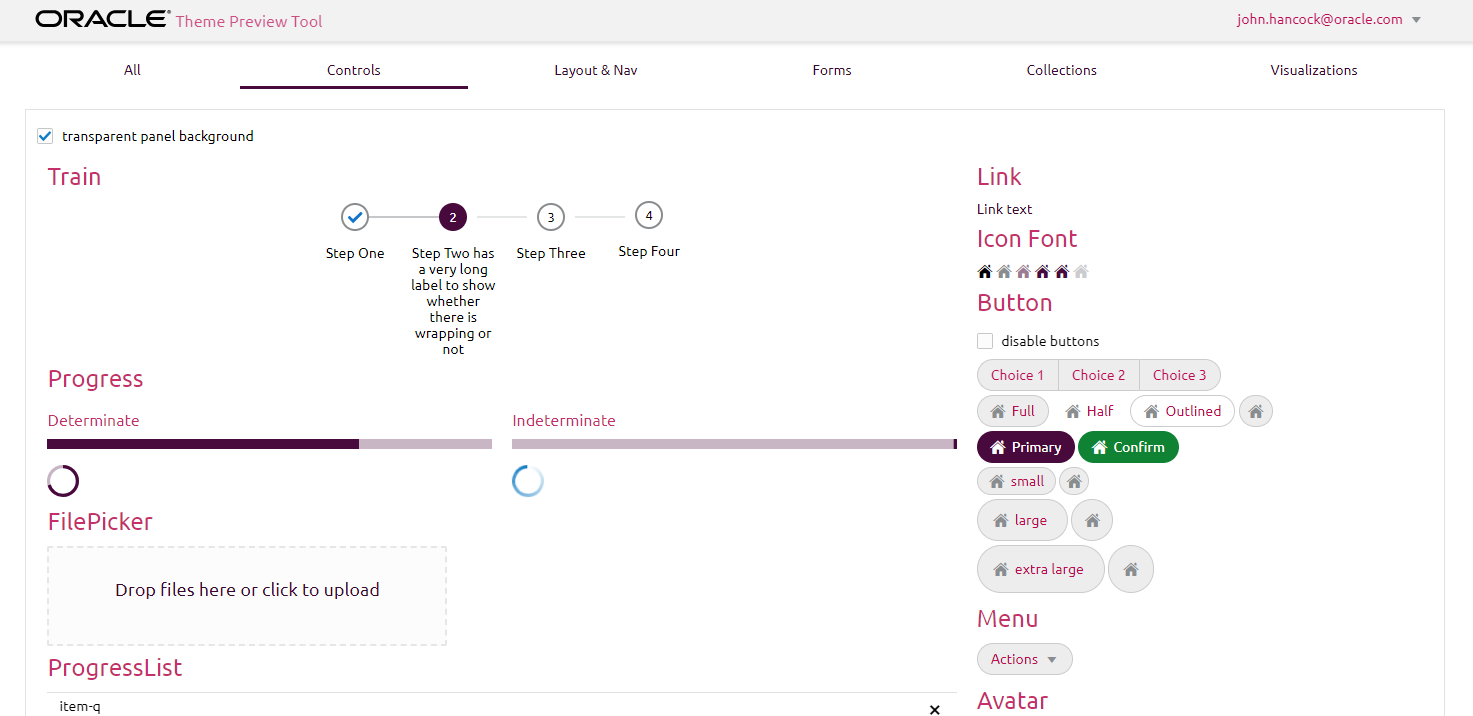 ORACLE® Theme Preview Tool
john.hancock@oracle.com
All
Controls
Layout & Nav
Forms
Collections
Visualizations
transparent panel background
Train
2
3
4
Step One
Step Two has
a very long
label to show
whether
there is
wrapping or
not
Step Three
Step Four
Progress
Determinate
Indeterminate
FilePicker
Drop files here or click to upload
ProgressList
item-q
Link
Link text
Icon Font
Button
disable buttons
Choice 1
Choice 2
Choice 3
Full
Half
Outlined
Primary
Confirm
small
large
extra large
Menu
Actions
Avatar